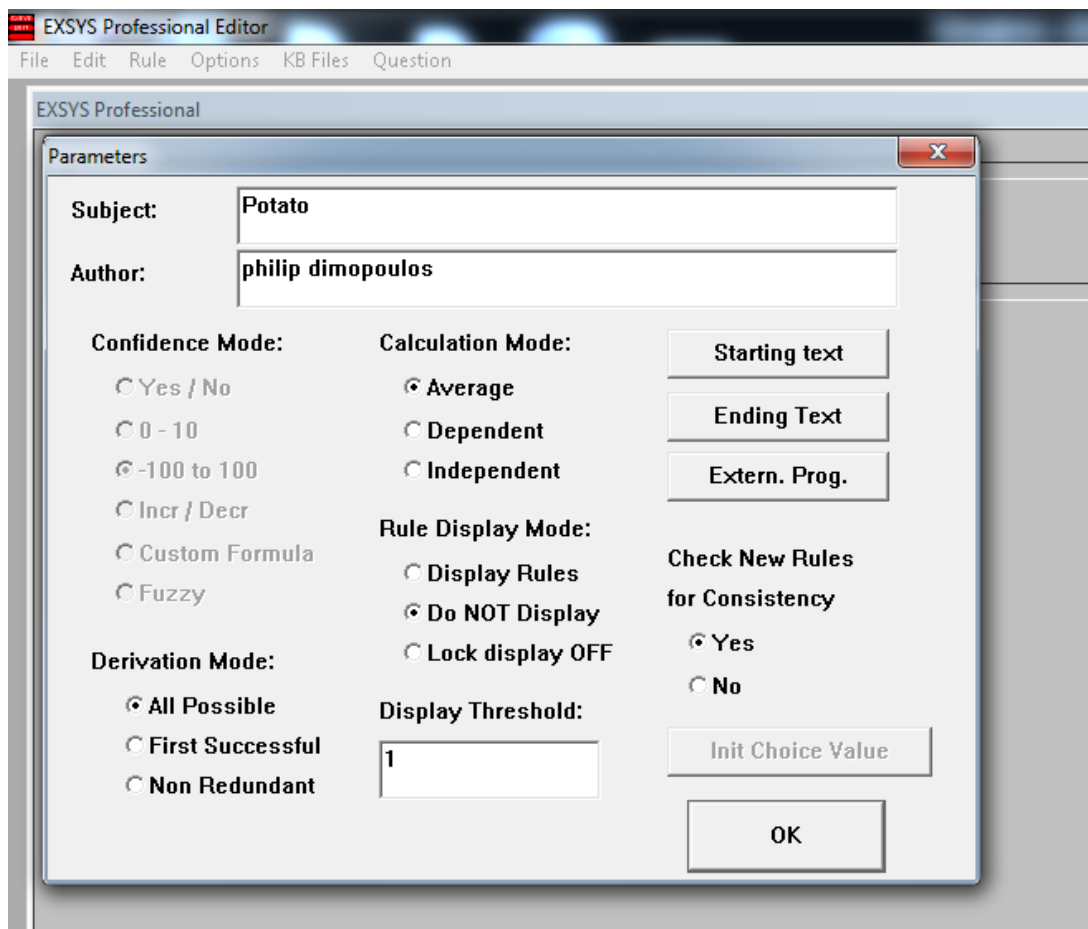 EXSYS Professional Editor
File Edit Rule Options KB Files Question
EXSYS Professional
Parameters
Subject: Potato
Author: philip dimopoulos
Confidence Mode:
Yes / No
0 - 10
-100 to 100
Incr / Decr
Custom Formula
Fuzzy
Derivation Mode:
All Possible
First Successful
Non Redundant
Calculation Mode:
Average
Dependent
Independent
Rule Display Mode:
Display Rules
Do NOT Display
Lock display OFF
Display Threshold:
1
Starting text
Ending Text
Extern. Prog.
Check New Rules
for Consistency
Yes
No
Init Choice Value
OK